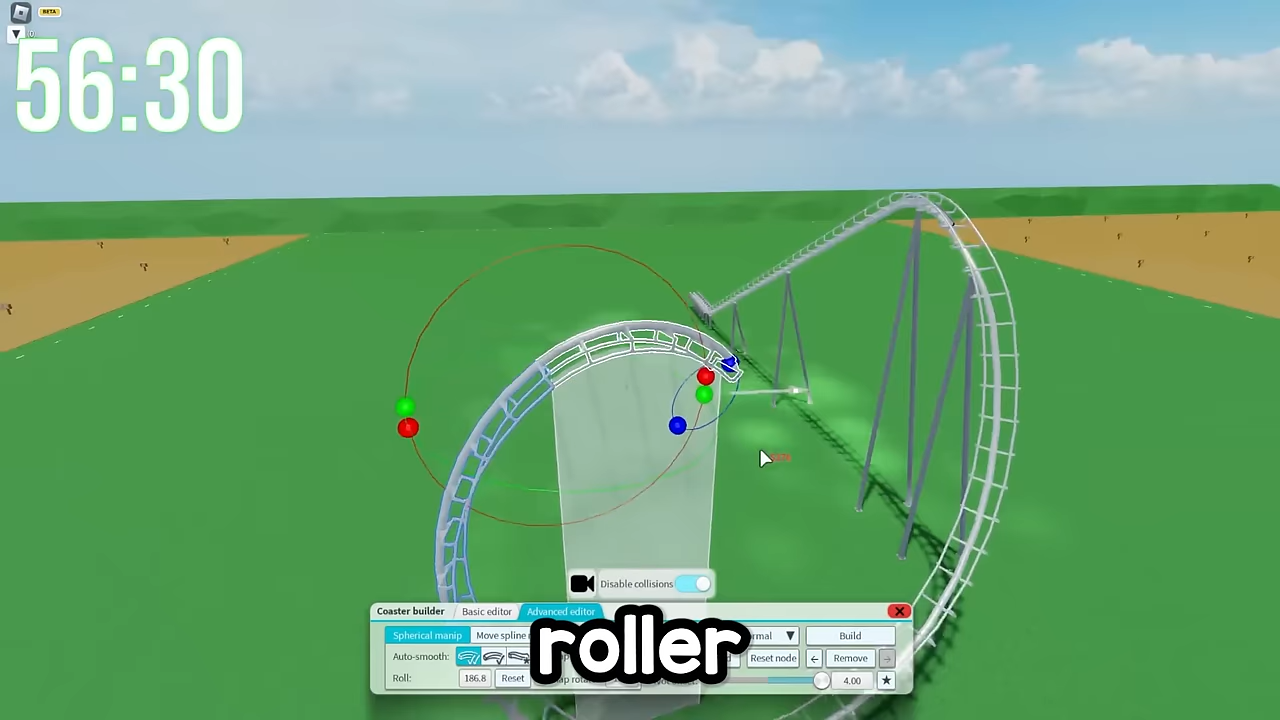 BETA
56:30
Disable collisions
Coaster builder Basic editor Advanced editor
Spherical manip Move spline Build
Auto-smooth: Reset node Remove
Roll: 186.8 Reset 4.00
roller